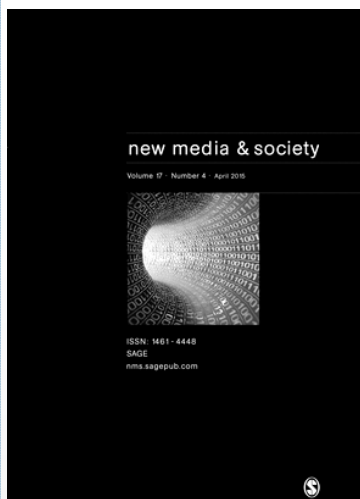 new media & society
Volume 17 · Number 4 · April 2015
ISSN: 1461-4448
SAGE
nms.sagepub.com
S